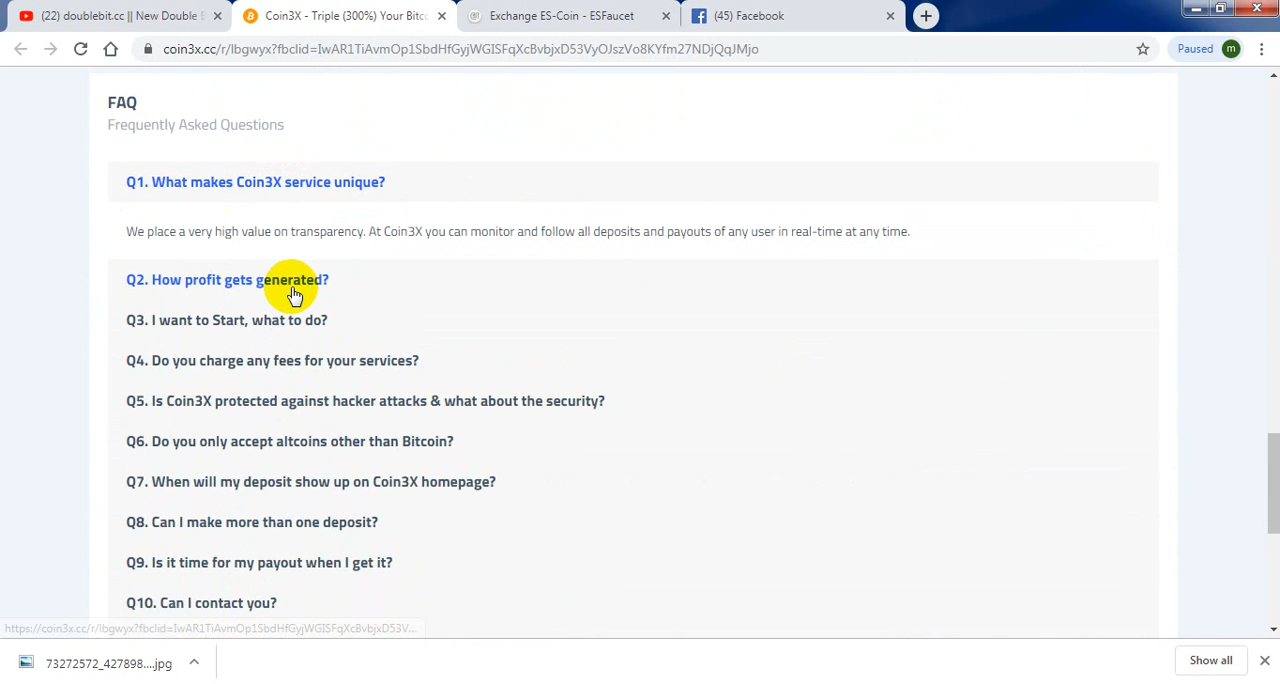 (22) doublebit.cc || New Double B
Coin3X - Triple (300%) Your Bitco
Exchange ES-Coin - ESFaucet
(45) Facebook
coin3x.cc/r/lbgwyx?fbclid=IwAR1TiAvmOp1SbdHfGyjWGISFqXcBvbjxD53VyOJszVo8KYfm27NDjQqJMjo
Paused
m
FAQ
Frequently Asked Questions
Q1. What makes Coin3X service unique?
We place a very high value on transparency. At Coin3X you can monitor and follow all deposits and payouts of any user in real-time at any time.
Q2. How profit gets generated?
Q3. I want to Start, what to do?
Q4. Do you charge any fees for your services?
Q5. Is Coin3X protected against hacker attacks & what about the security?
Q6. Do you only accept altcoins other than Bitcoin?
Q7. When will my deposit show up on Coin3X homepage?
Q8. Can I make more than one deposit?
Q9. Is it time for my payout when I get it?
Q10. Can I contact you?
https://coin3x.cc/r/lbgwyx?fbclid=IwAR1TiAvmOp1SbdHfGyjWGISFqXcBvbjxD53V...
73272572_427898....jpg
Show all